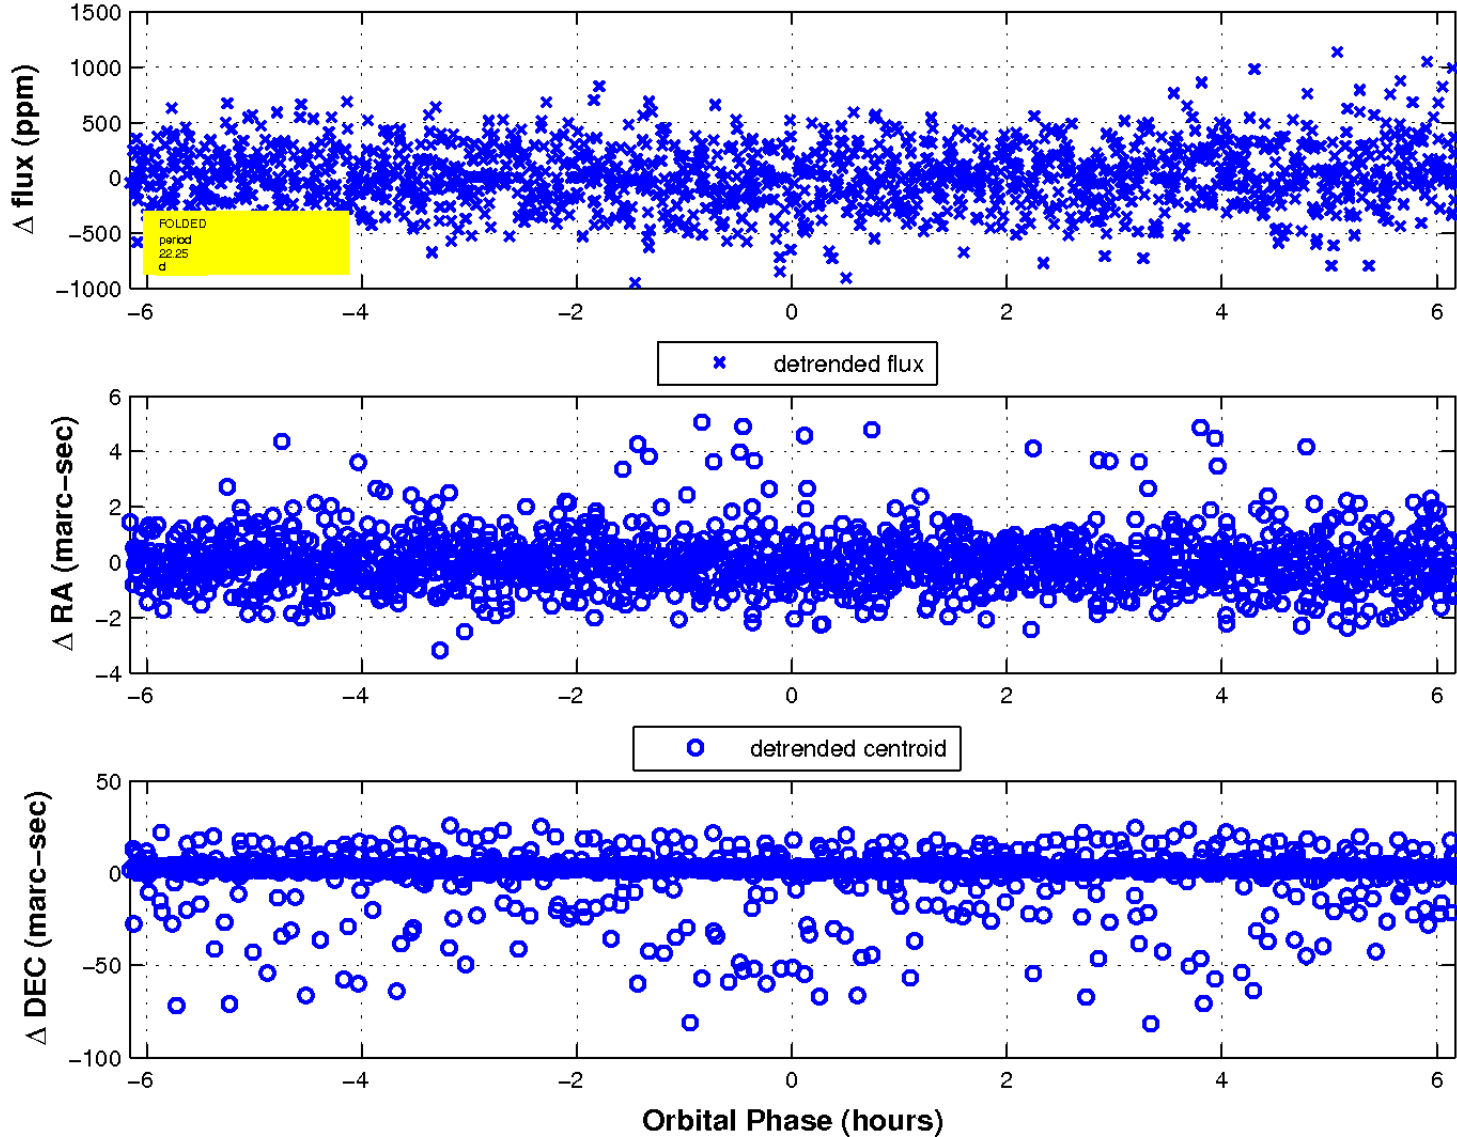 1500
1000
500
0
−500
−1000
Δ flux (ppm)
FOLDED
period
22.25
d
−6 −4 −2 0 2 4 6
detrended flux
6
4
2
0
−2
−4
Δ RA (marc−sec)
−6 −4 −2 0 2 4 6
detrended centroid
50
0
−50
−100
Δ DEC (marc−sec)
−6 −4 −2 0 2 4 6
Orbital Phase (hours)